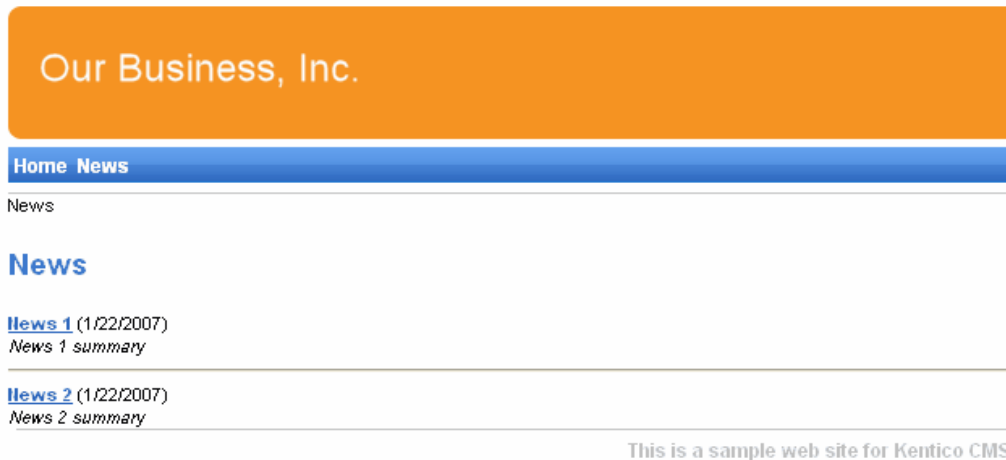 Our Business, Inc.
Home News
News
News
News 1 (1/22/2007)
News 1 summary
News 2 (1/22/2007)
News 2 summary
This is a sample web site for Kentico CMS